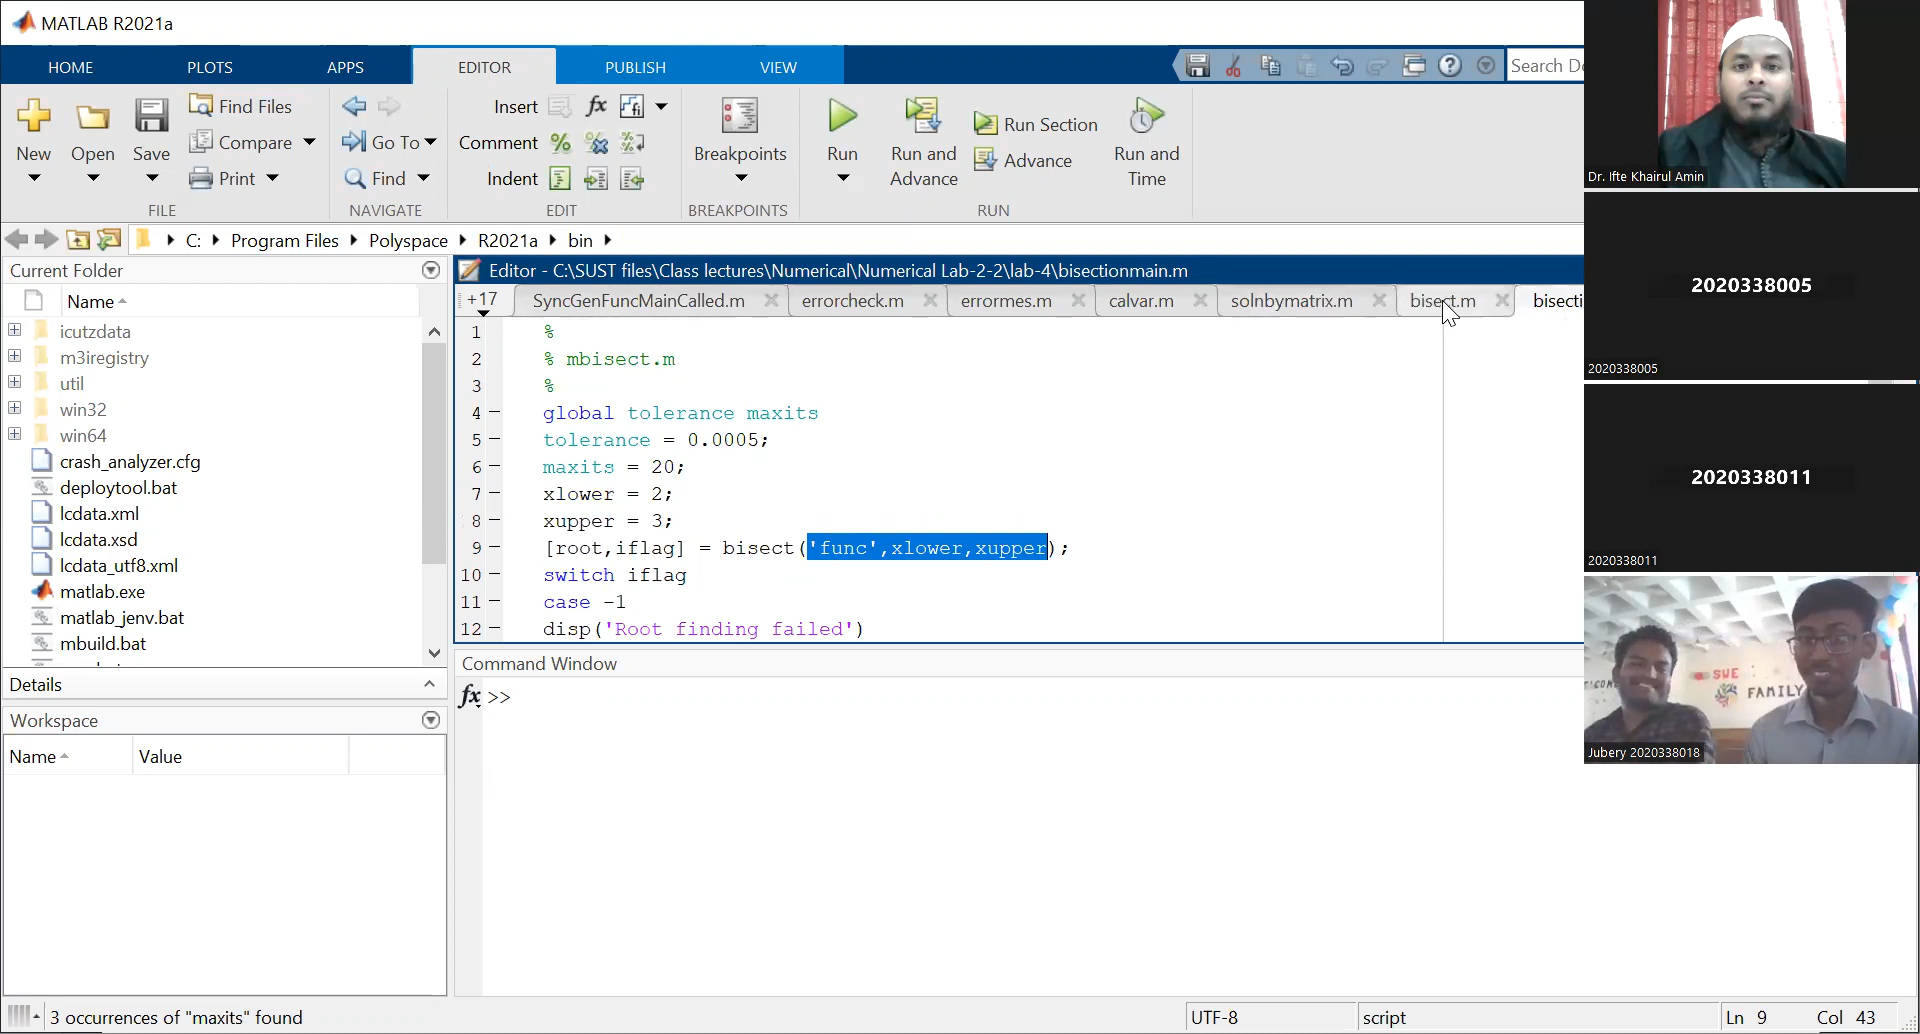 MATLAB R2021a
HOME PLOTS APPS EDITOR PUBLISH VIEW Search Do
New Open Save Find Files Compare Print Go To Find Insert fx Comment Indent Breakpoints Run Run and Advance Run Section Advance Run and Time
FILE NAVIGATE EDIT BREAKPOINTS RUN
C: Program Files Polyspace R2021a bin
Current Folder
Name
icutzdata
m3iregistry
util
win32
win64
crash_analyzer.cfg
deploytool.bat
lcdata.xml
lcdata.xsd
lcdata_utf8.xml
matlab.exe
matlab_jenv.bat
mbuild.bat
Details
Workspace
Name Value
Editor - C:\SUST files\Class lectures\Numerical\Numerical Lab-2-2\lab-4\bisectionmain.m
+17 SyncGenFuncMainCalled.m errorcheck.m errormes.m calvar.m solnbymatrix.m bisect.m bisecti
1 %
2 % mbisect.m
3 %
4 global tolerance maxits
5 tolerance = 0.0005;
6 maxits = 20;
7 xlower = 2;
8 xupper = 3;
9 [root,iflag] = bisect('func',xlower,xupper);
10 switch iflag
11 case -1
12 disp('Root finding failed')
Command Window
fx >>
3 occurrences of "maxits" found UTF-8 script Ln 9 Col 43
Dr. Ifte Khairul Amin
2020338005
2020338005
2020338011
2020338011
SUE
FAMILY
Jubery 2020338018